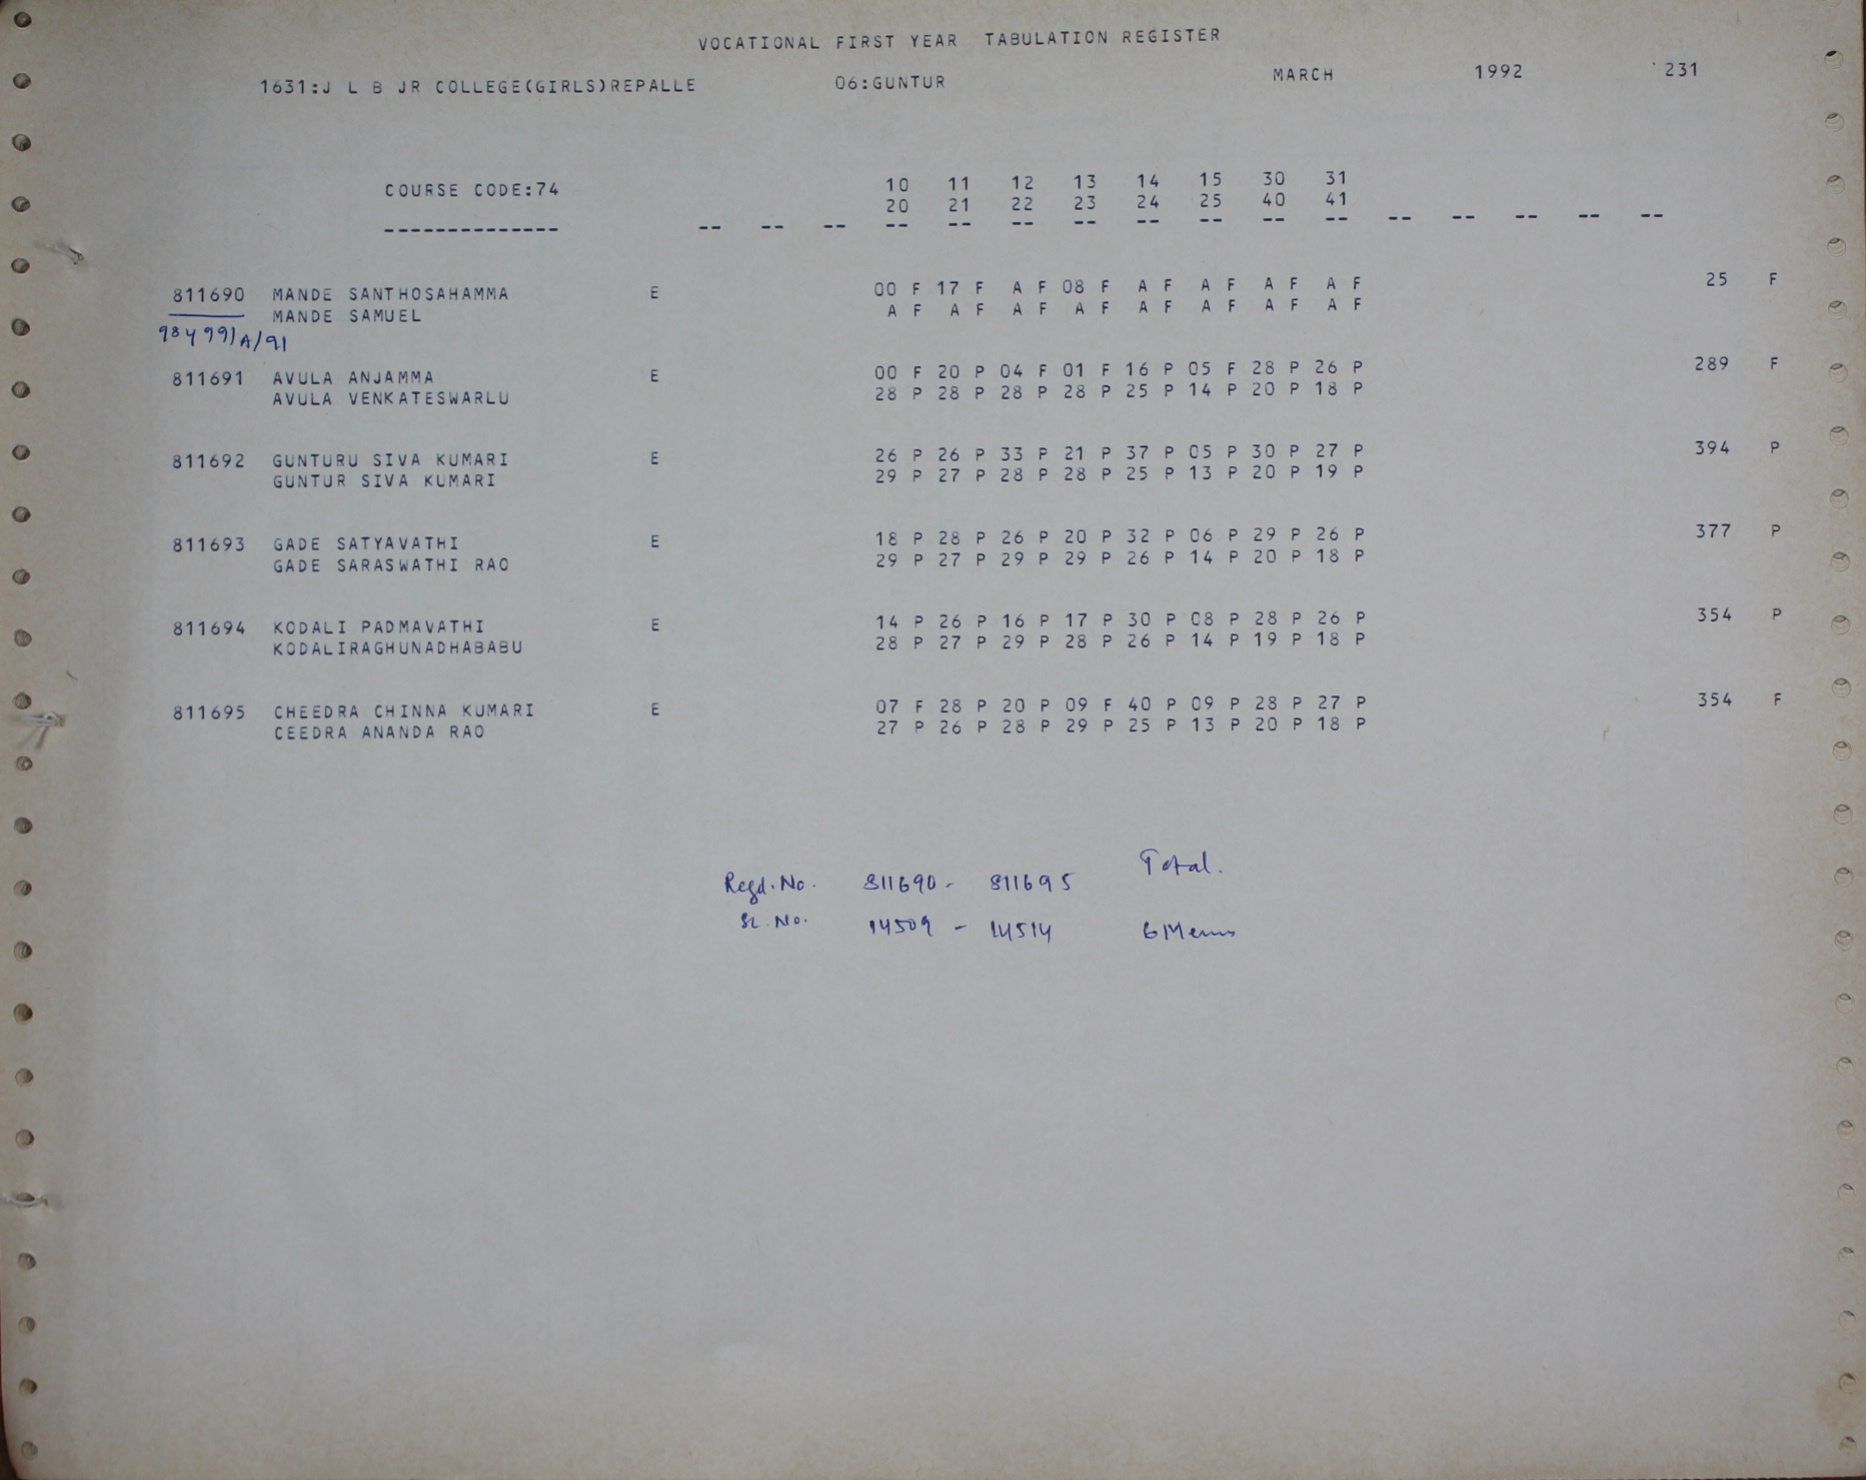 VOCATIONAL FIRST YEAR TABULATION REGISTER
1631:J L B JR COLLEGE(GIRLS)REPALLE 06:GUNTUR MARCH 1992 231
COURSE CODE:74 10 11 12 13 14 15 30 31
20 21 22 23 24 25 40 41
-------------- -- -- -- -- -- -- -- -- -- -- -- -- -- -- -- --
811690 MANDE SANTHOSAHAMMA E 00 F 17 F A F 08 F A F A F A F A F 25 F
MANDE SAMUEL A F A F A F A F A F A F A F A F
984991A/91
811691 AVULA ANJAMMA E 00 F 20 P 04 F 01 F 16 P 05 F 28 P 26 P 289 F
AVULA VENKATESWARLU 28 P 28 P 28 P 28 P 25 P 14 P 20 P 18 P
811692 GUNTURU SIVA KUMARI E 26 P 26 P 33 P 21 P 37 P 05 P 30 P 27 P 394 P
GUNTUR SIVA KUMARI 29 P 27 P 28 P 28 P 25 P 13 P 20 P 19 P
811693 GADE SATYAVATHI E 18 P 28 P 26 P 20 P 32 P 06 P 29 P 26 P 377 P
GADE SARASWATHI RAO 29 P 27 P 29 P 29 P 26 P 14 P 20 P 18 P
811694 KODALI PADMAVATHI E 14 P 26 P 16 P 17 P 30 P 08 P 28 P 26 P 354 P
KODALIRAGHUNADHABABU 28 P 27 P 29 P 28 P 26 P 14 P 19 P 18 P
811695 CHEEDRA CHINNA KUMARI E 07 F 28 P 20 P 09 F 40 P 09 P 28 P 27 P 354 F
CEEDRA ANANDA RAO 27 P 26 P 28 P 29 P 25 P 13 P 20 P 18 P
Regd. No. 811690 - 811695 Total.
Sl. No. 14509 - 14514 6 Memos